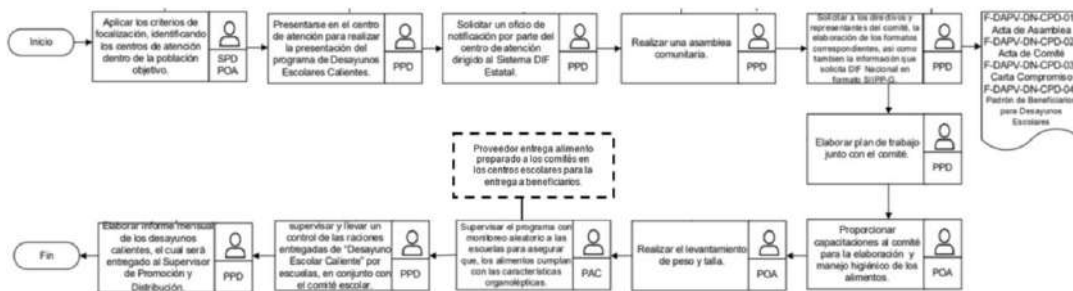 Inicio
Aplicar los criterios de
focalización, identificando
los centros de atención
dentro de la población
objetivo.
SPD
POA
Presentarse en el centro
de atención para realizar
la presentación del
programa de Desayunos
Escolares Calientes.
PPD
Solicitar un oficio de
notificación por parte del
centro de atención
dirigido al Sistema DIF
Estatal.
PPD
Realizar una asamblea
comunitaria.
PPD
Solicitar a los directivos y
representantes del comité, la
elaboración de los formatos
correspondientes, así como
tambien la información que
solicita DIF Nacional en
formato SIIPP-G.
PPD
F-DAPV-DN-CPD-01
Acta de Asamblea
F-DAPV-DN-CPD-02
Acta de Comité
F-DAPV-DN-CPD-03
Carta Compromiso
F-DAPV-DN-CPD-04
Padrón de Beneficiarios
para Desayunos
Escolares
Elaborar plan de trabajo
junto con el comité.
PPD
Proveedor entrega alimento
preparado a los comités en
los centros escolares para la
entrega a beneficiarios.
Fin
Elaborar informe mensual
de los desayunos
calientes, el cual será
entregado al Supervisor
de Promoción y
Distribución.
PPD
supervisar y llevar un
control de las raciones
entregadas de "Desayuno
Escolar Caliente" por
escuelas, en conjunto con
el comité escolar.
PPD
Supervisar el programa con
monitoreo aleatorio a las
escuelas para asegurar
que, los alimentos cumplan
con las características
organolépticas.
PAC
Realizar el levantamiento
de peso y talla.
POA
Proporcionar
capacitaciones al comité
para la elaboración y
manejo higiénico de los
alimentos.
POA